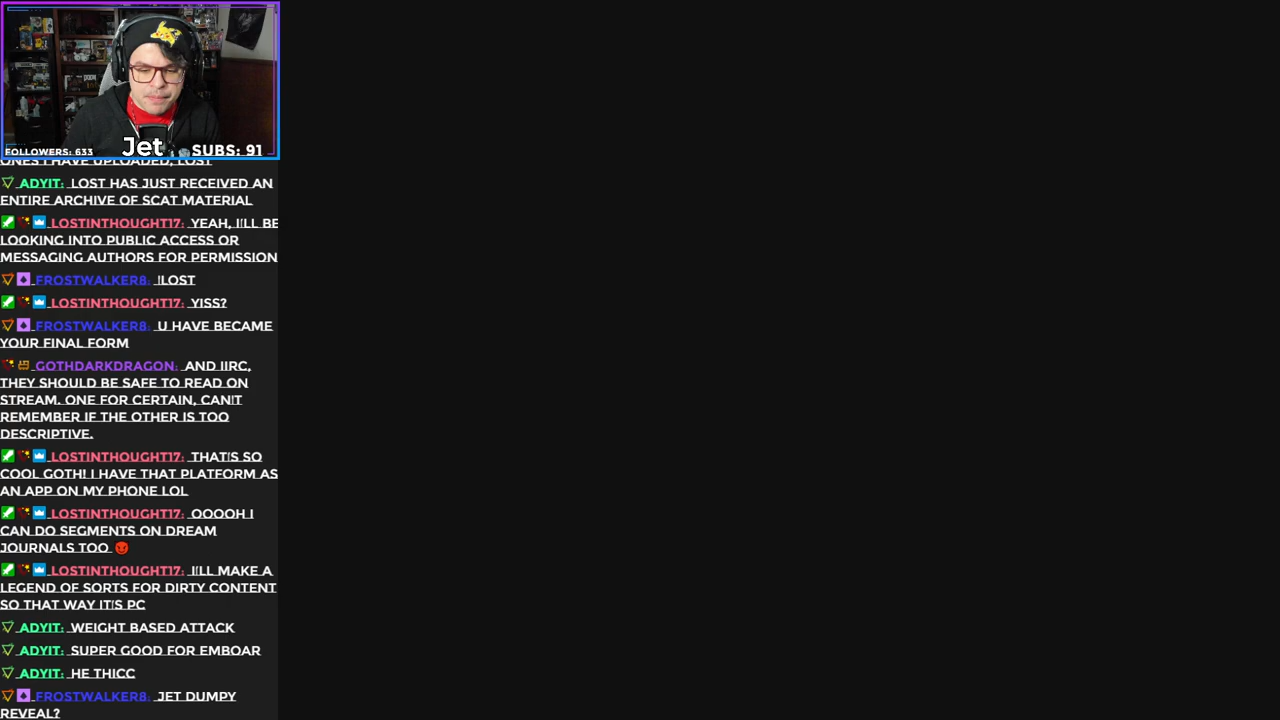 FOLLOWERS: 633
Jet
SUBS: 91
ONES I HAVE UPLOADED, LOST
ADYIT: LOST HAS JUST RECEIVED AN
ENTIRE ARCHIVE OF SCAT MATERIAL
LOSTINTHOUGHT17: YEAH, I'LL BE
LOOKING INTO PUBLIC ACCESS OR
MESSAGING AUTHORS FOR PERMISSION
FROSTWALKER8: !LOST
LOSTINTHOUGHT17: YISS?
FROSTWALKER8: U HAVE BECAME
YOUR FINAL FORM
GOTHDARKDRAGON: AND IIRC,
THEY SHOULD BE SAFE TO READ ON
STREAM. ONE FOR CERTAIN, CAN'T
REMEMBER IF THE OTHER IS TOO
DESCRIPTIVE.
LOSTINTHOUGHT17: THAT'S SO
COOL GOTH! I HAVE THAT PLATFORM AS
AN APP ON MY PHONE LOL
LOSTINTHOUGHT17: OOOOH I
CAN DO SEGMENTS ON DREAM
JOURNALS TOO
LOSTINTHOUGHT17: I'LL MAKE A
LEGEND OF SORTS FOR DIRTY CONTENT
SO THAT WAY IT'S PC
ADYIT: WEIGHT BASED ATTACK
ADYIT: SUPER GOOD FOR EMBOAR
ADYIT: HE THICC
FROSTWALKER8: JET DUMPY
REVEAL?